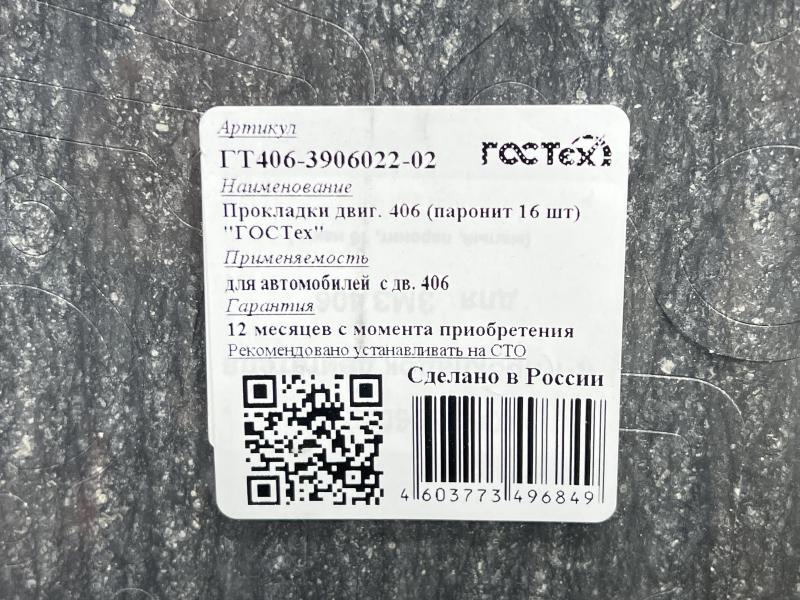 Артикул
ГТ406-3906022-02
ГОСТех
Наименование
Прокладки двиг. 406 (паронит 16 шт)
"ГОСТех"
Применяемость
для автомобилей с дв. 406
Гарантия
12 месяцев с момента приобретения
Рекомендовано устанавливать на СТО
Сделано в России
4 603773 496849